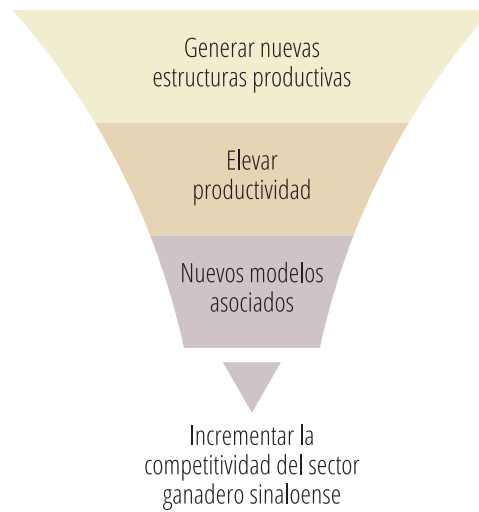 Generar nuevas
estructuras productivas
Elevar
productividad
Nuevos modelos
asociados
Incrementar la
competitividad del sector
ganadero sinaloense